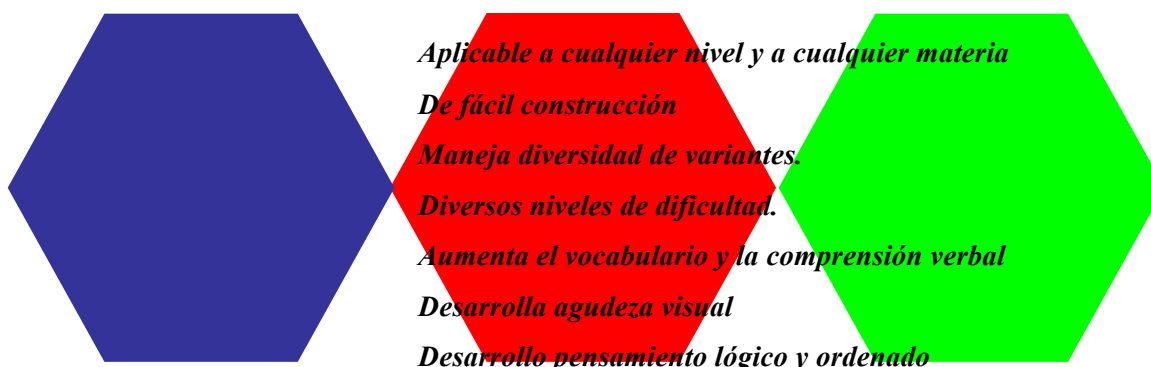 Aplicable a cualquier nivel y a cualquier materia
De fácil construcción
Maneja diversidad de variantes.
Diversos niveles de dificultad.
Aumenta el vocabulario y la comprensión verbal
Desarrolla agudeza visual
Desarrollo pensamiento lógico y ordenado